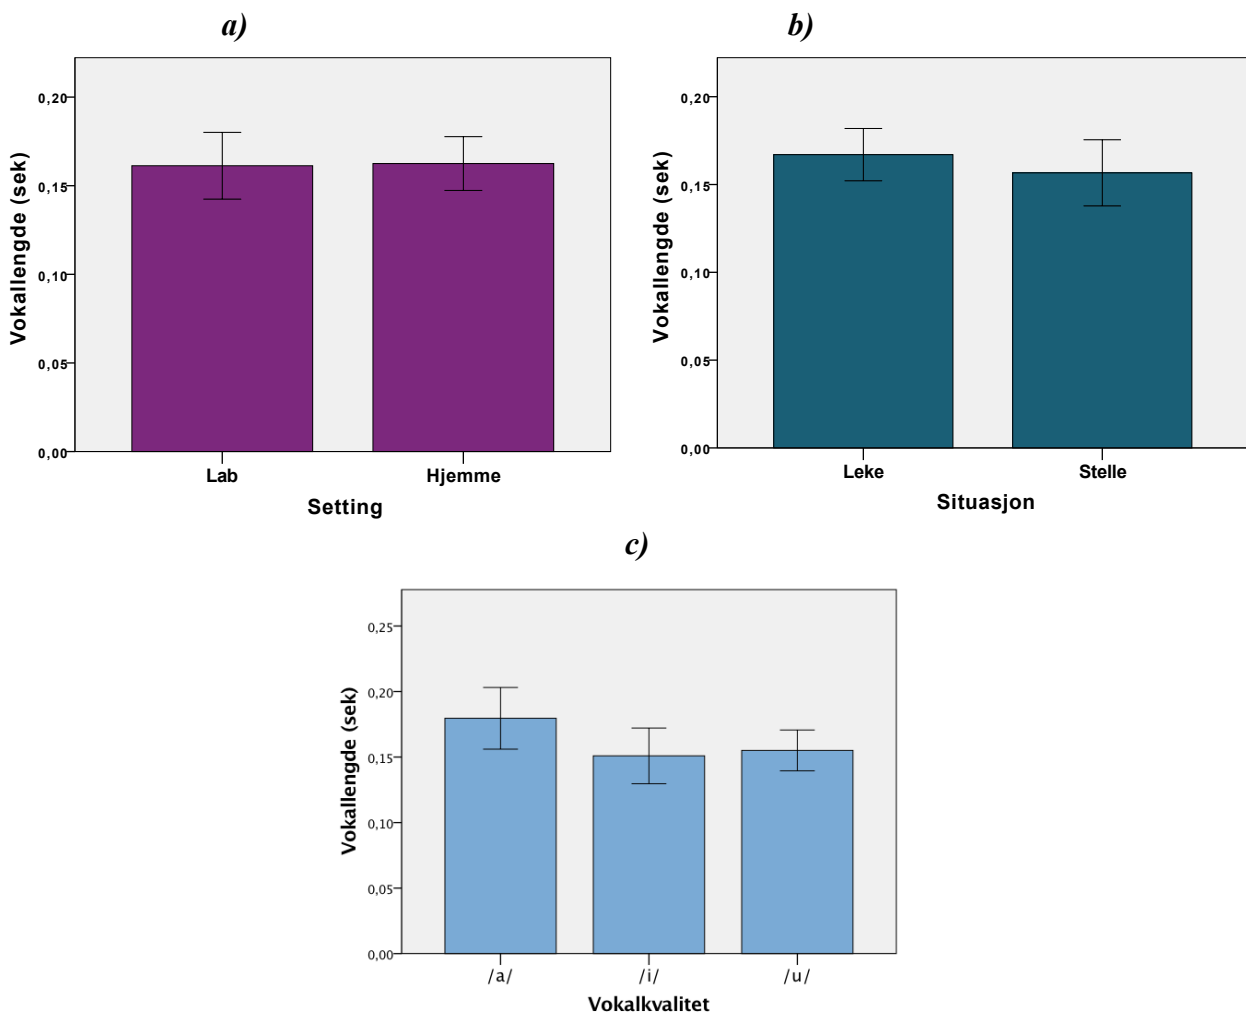 a)
0,20
0,15
0,10
0,05
0,00
Vokallengde (sek)
Lab Hjemme
Setting
b)
0,20
0,15
0,10
0,05
0,00
Vokallengde (sek)
Leke Stelle
Situasjon
c)
0,25
0,20
0,15
0,10
0,05
0,00
Vokallengde (sek)
/a/ /i/ /u/
Vokalkvalitet